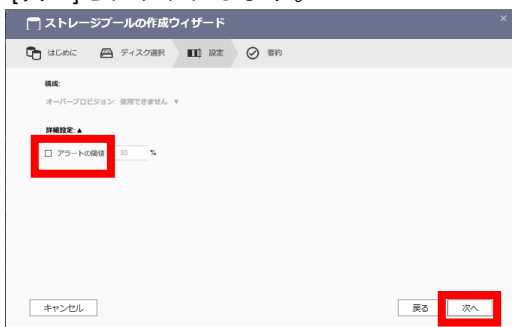 ストレージプールの作成ウィザード
はじめに ディスク選択 設定 要約
構成:
オーバープロビジョン: 使用できません ▼
詳細設定: ▲
アラートの閾値 80 %
キャンセル 戻る 次へ